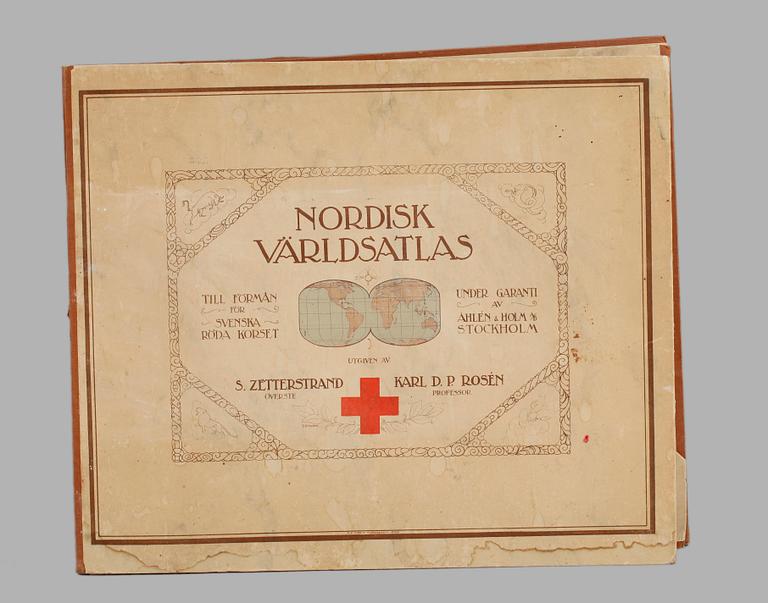 NORDISK
VÄRLDSATLAS
TILL FÖRMÅN
FÖR
SVENSKA
RÖDA KORSET
UNDER GARANTI
AV
ÅHLÉN & HOLM A/B
STOCKHOLM
UTGIVEN AV
S. ZETTERSTRAND
ÖVERSTE
KARL D. P. ROSÉN
PROFESSOR